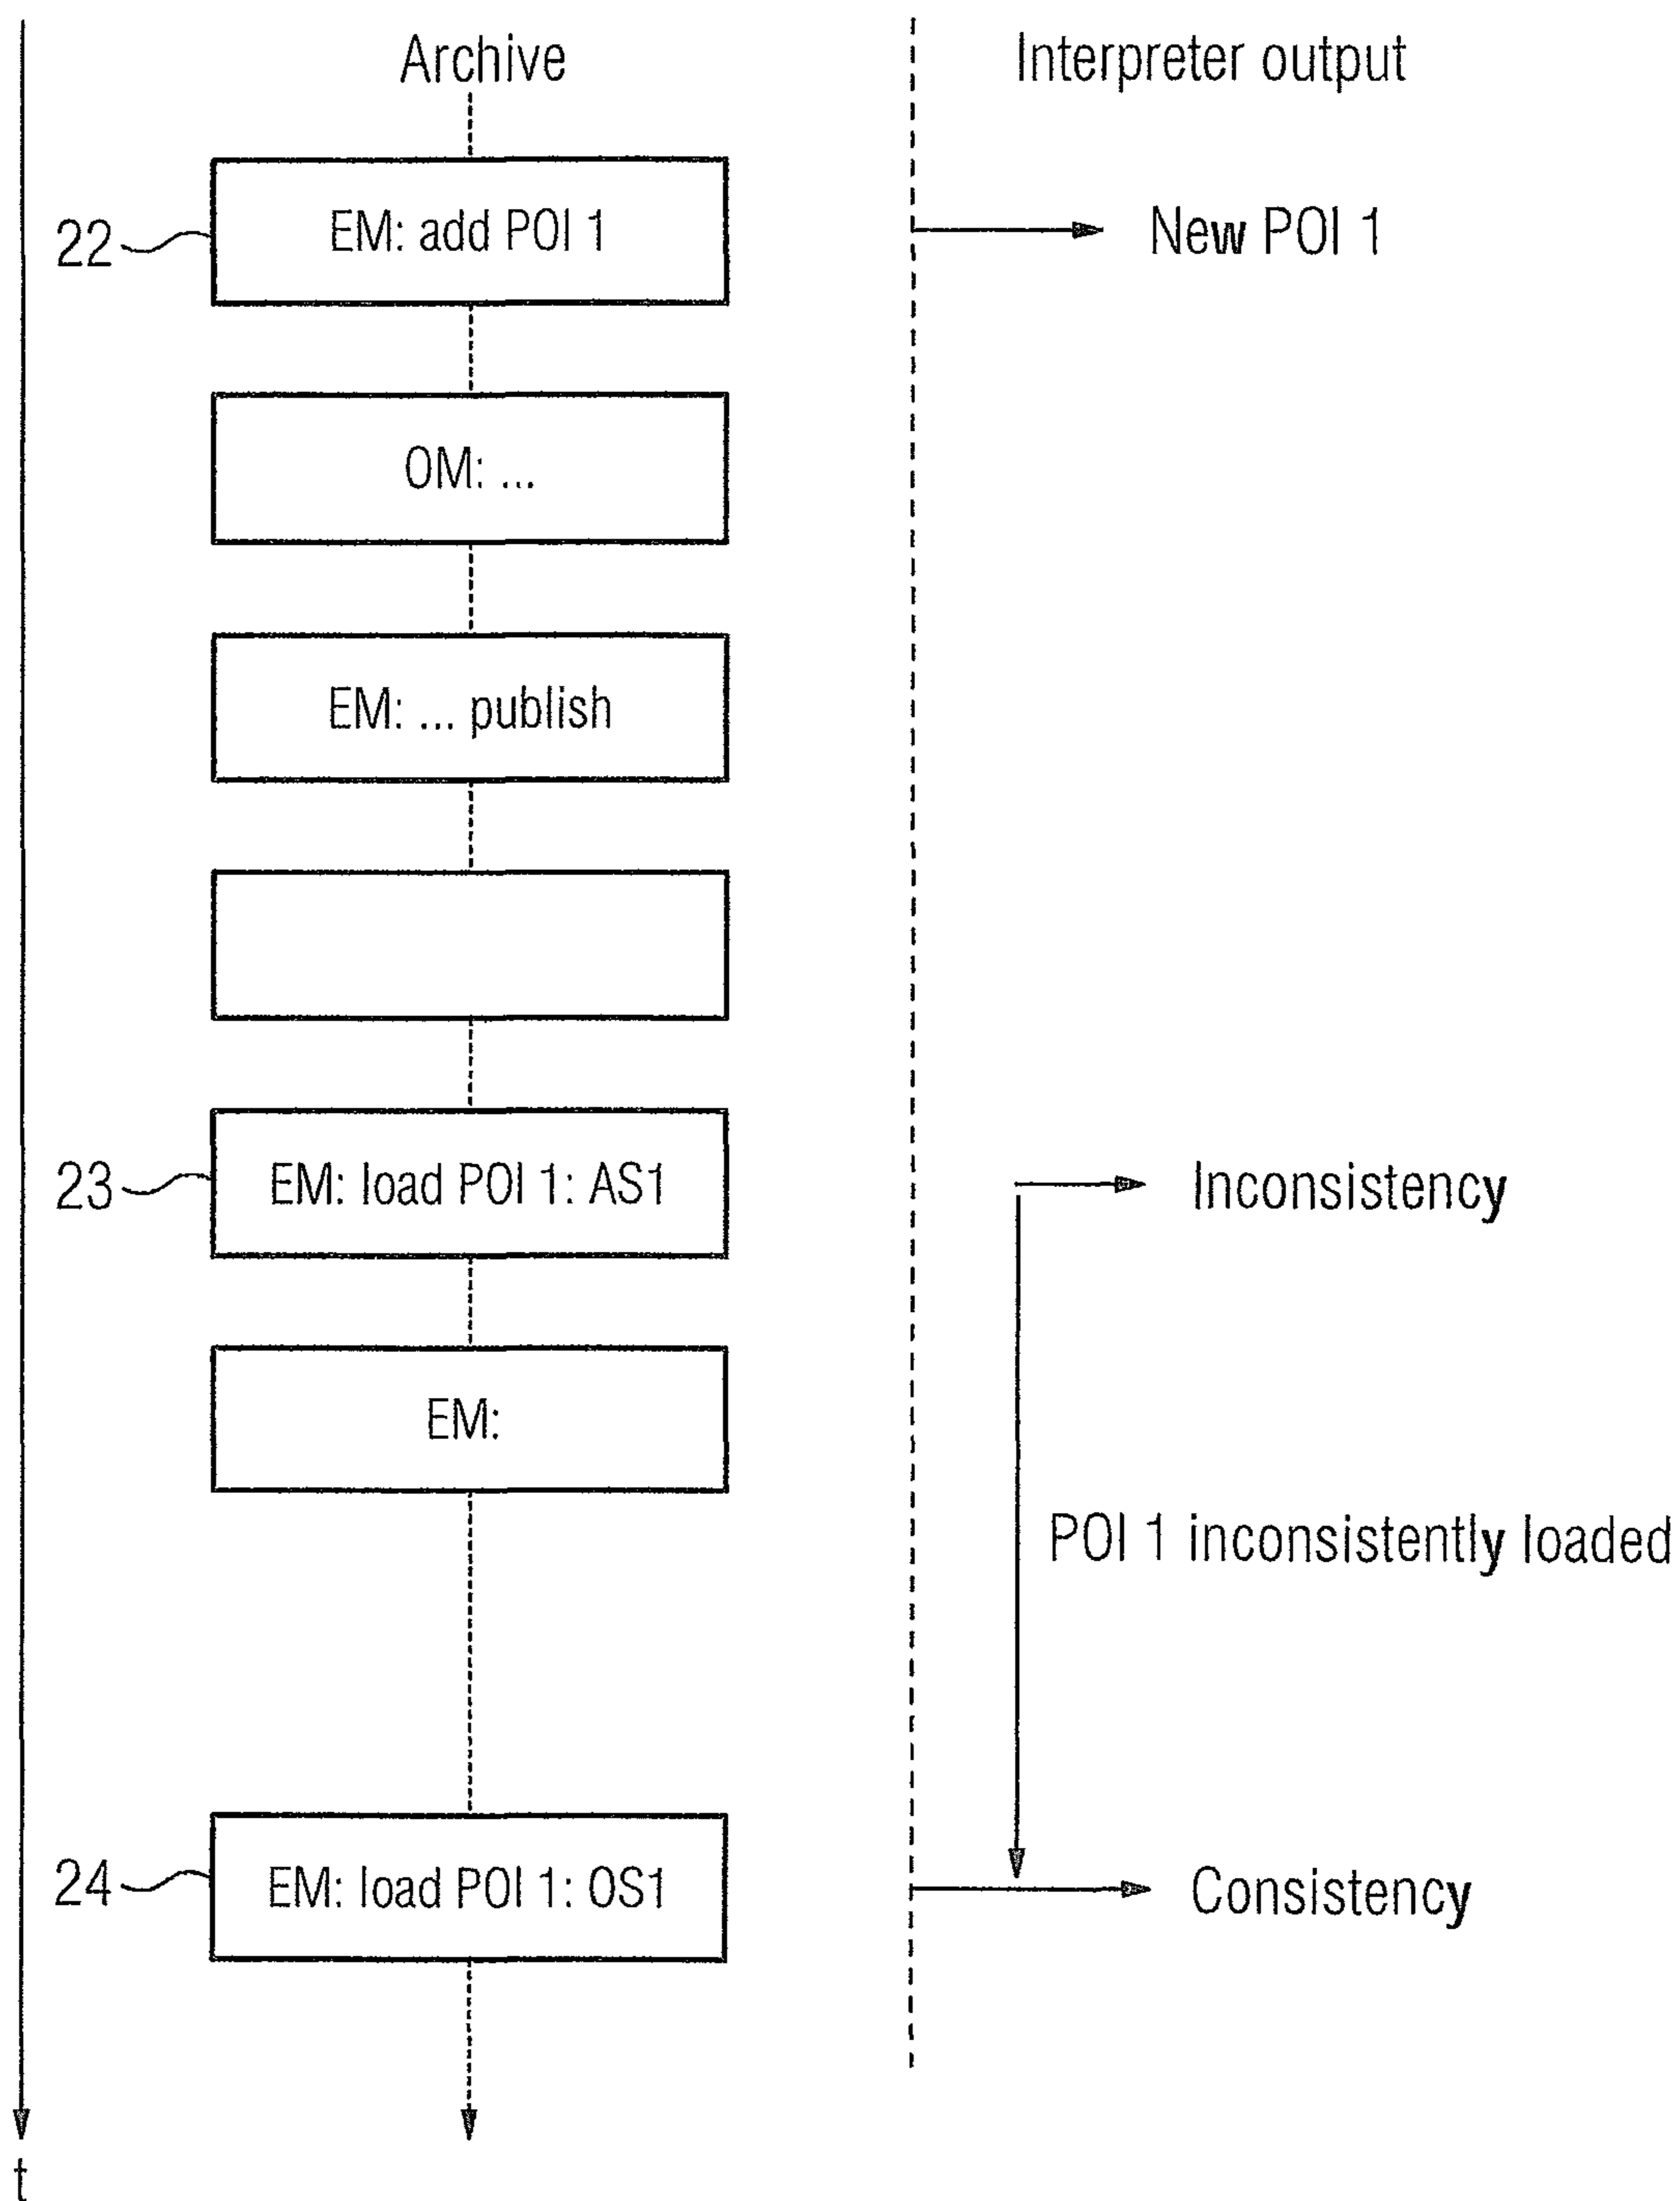 Archive
Interpreter output
22
EM: add POI 1
New POI 1
OM: ...
EM: ... publish
23
EM: load POI 1: AS1
Inconsistency
EM:
POI 1 inconsistently loaded
24
EM: load POI 1: OS1
Consistency
t